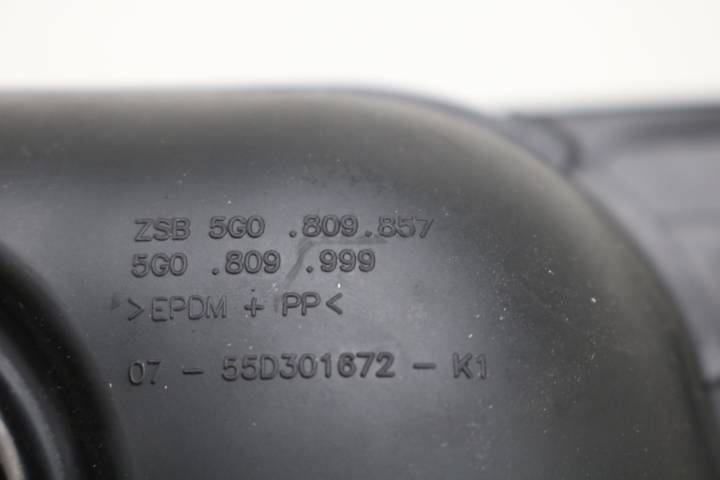 ZSB 5G0 .809.857
5G0 .809 .999
>EPDM + PP<
07 - 55D301672 - K1